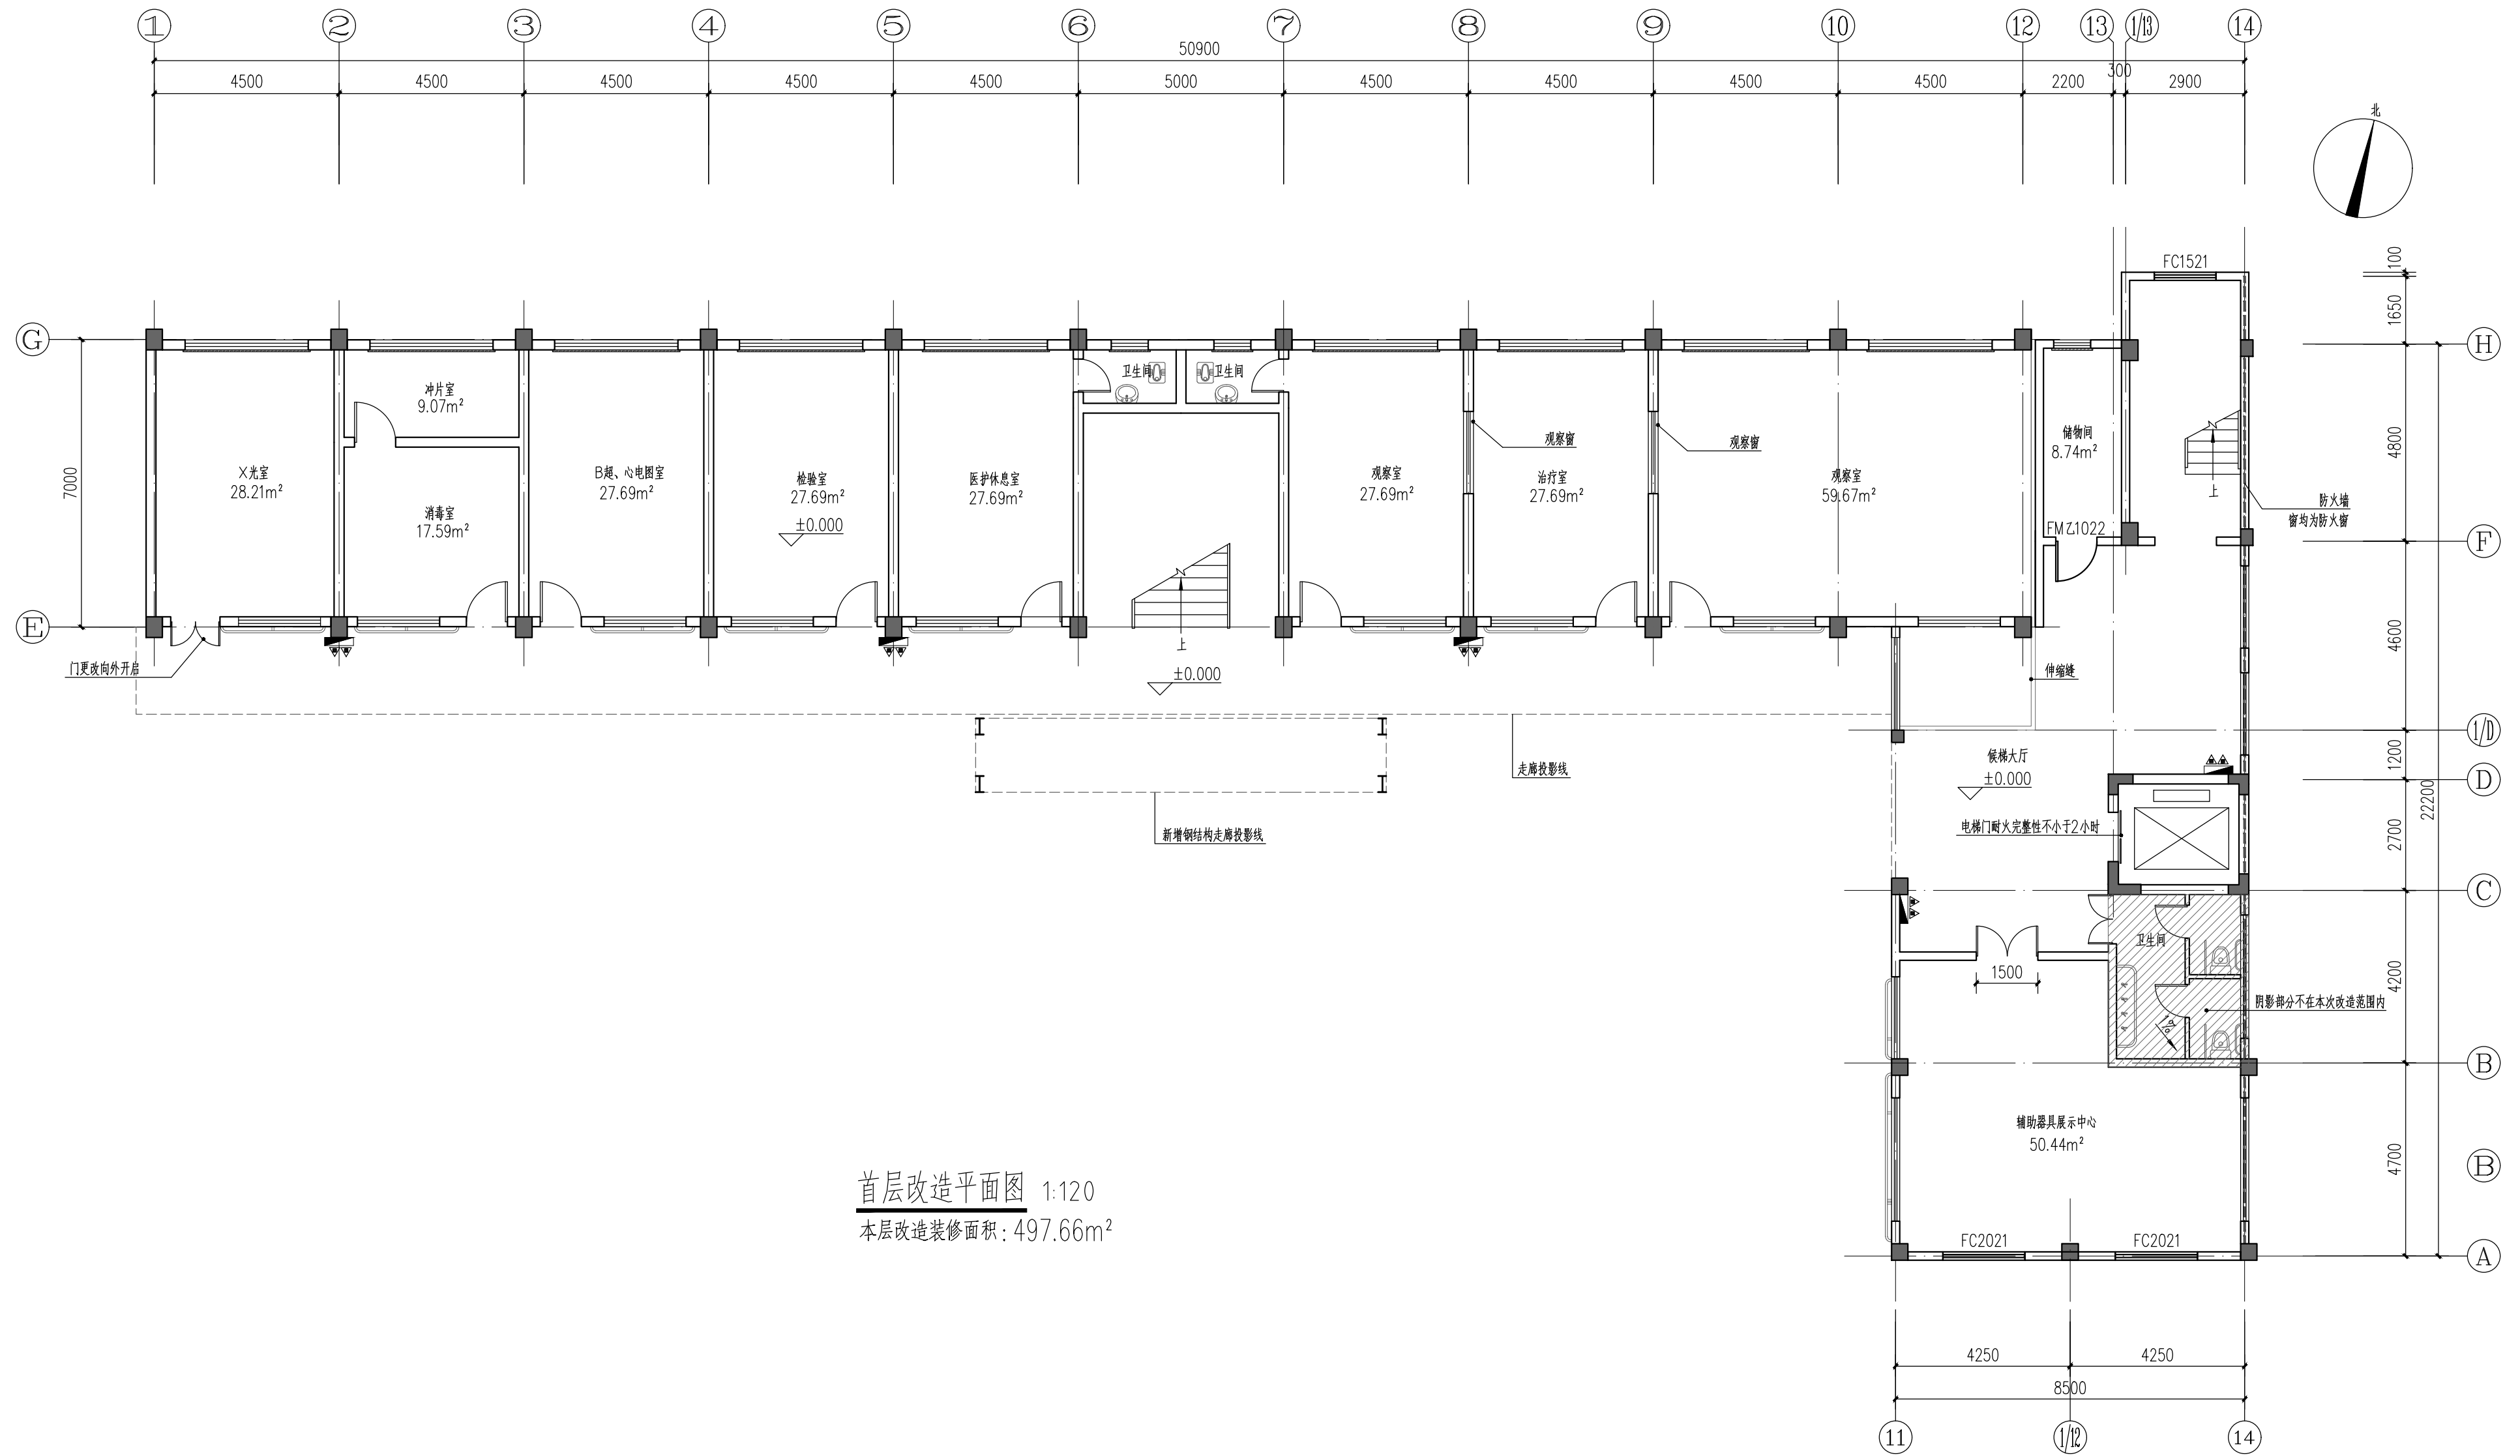 1 2 3 4 5 6 7 8 9 10 12 13 1/13 14
50900
4500 4500 4500 4500 4500 5000 4500 4500 4500 4500 2200 300 2900
北
FC1521
100
1650
G
H
卫生间 卫生间
冲片室
9.07m²
7000
4800
储物间
8.74m²
观察窗
观察窗
X光室
28.21m²
B超、心电图室
27.69m²
检验室
27.69m²
±0.000
医护休息室
27.69m²
观察室
27.69m²
治疗室
27.69m²
观察室
59.67m²
消毒室
17.59m²
上
防火墙
窗均为防火窗
FM乙1022
F
E
上
4600
门更改向外开启
±0.000
伸缩缝
1/D
走廊投影线
候梯大厅
±0.000
1200
D
22200
新增钢结构走廊投影线
电梯门耐火完整性不小于2小时
2700
C
卫生间
1500
4200
阴影部分不在本次改造范围内
1%
B
辅助器具展示中心
50.44m²
4700
B
首层改造平面图 1:120
本层改造装修面积:497.66m²
FC2021 FC2021
A
4250 4250
8500
11 1/12 14